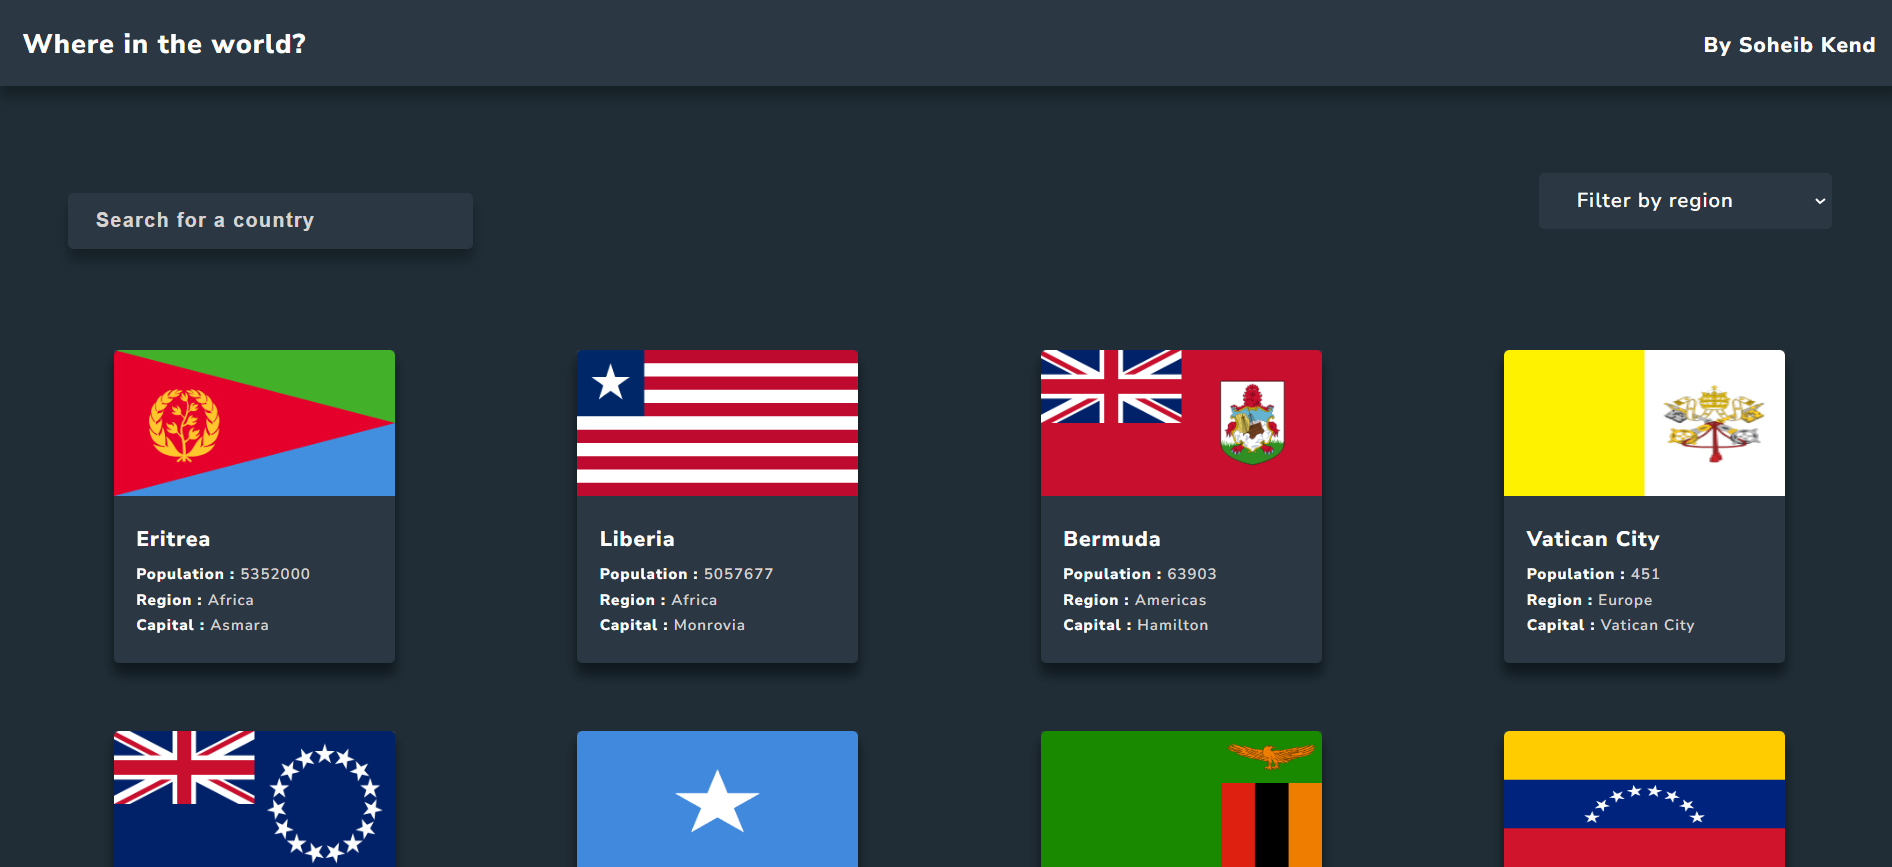 Where in the world?
By Soheib Kend
Search for a country
Filter by region
Eritrea
Population : 5352000
Region : Africa
Capital : Asmara
Liberia
Population : 5057677
Region : Africa
Capital : Monrovia
Bermuda
Population : 63903
Region : Americas
Capital : Hamilton
Vatican City
Population : 451
Region : Europe
Capital : Vatican City